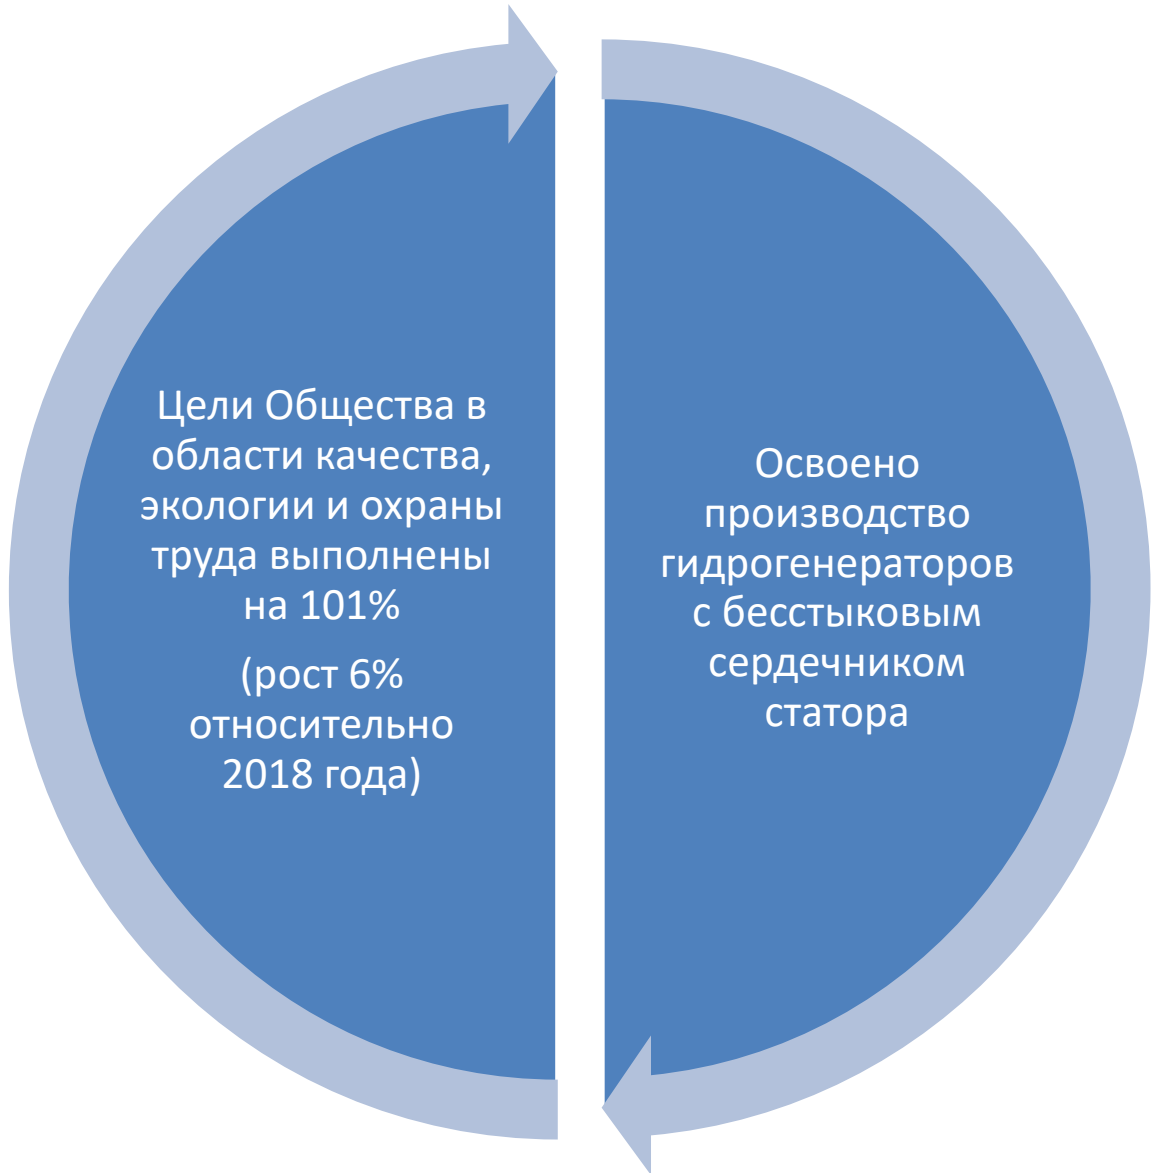 Цели Общества в
области качества,
экологии и охраны
труда выполнены
на 101%
(рост 6%
относительно
2018 года)
Освоено
производство
гидрогенераторов
с бесстыковым
сердечником
статора